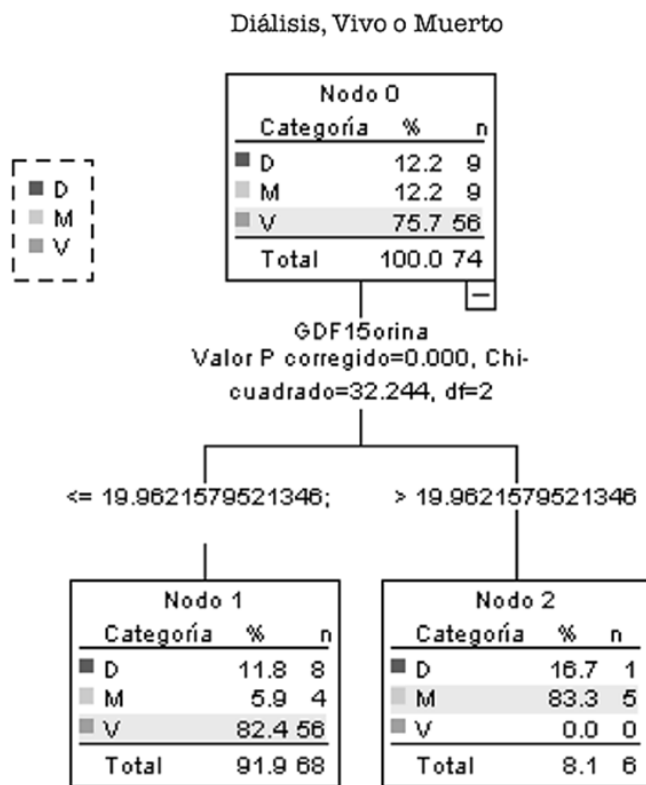 Diálisis, Vivo o Muerto
Nodo 0
Categoría % n
D 12.2 9
M 12.2 9
V 75.7 56
Total 100.0 74
D
M
V
GDF15orina
Valor P corregido=0.000, Chi-
cuadrado=32.244, df=2
<= 19.96215795213​46; > 19.9621579521346
Nodo 1
Categoría % n
D 11.8 8
M 5.9 4
V 82.4 56
Total 91.9 68
Nodo 2
Categoría % n
D 16.7 1
M 83.3 5
V 0.0 0
Total 8.1 6